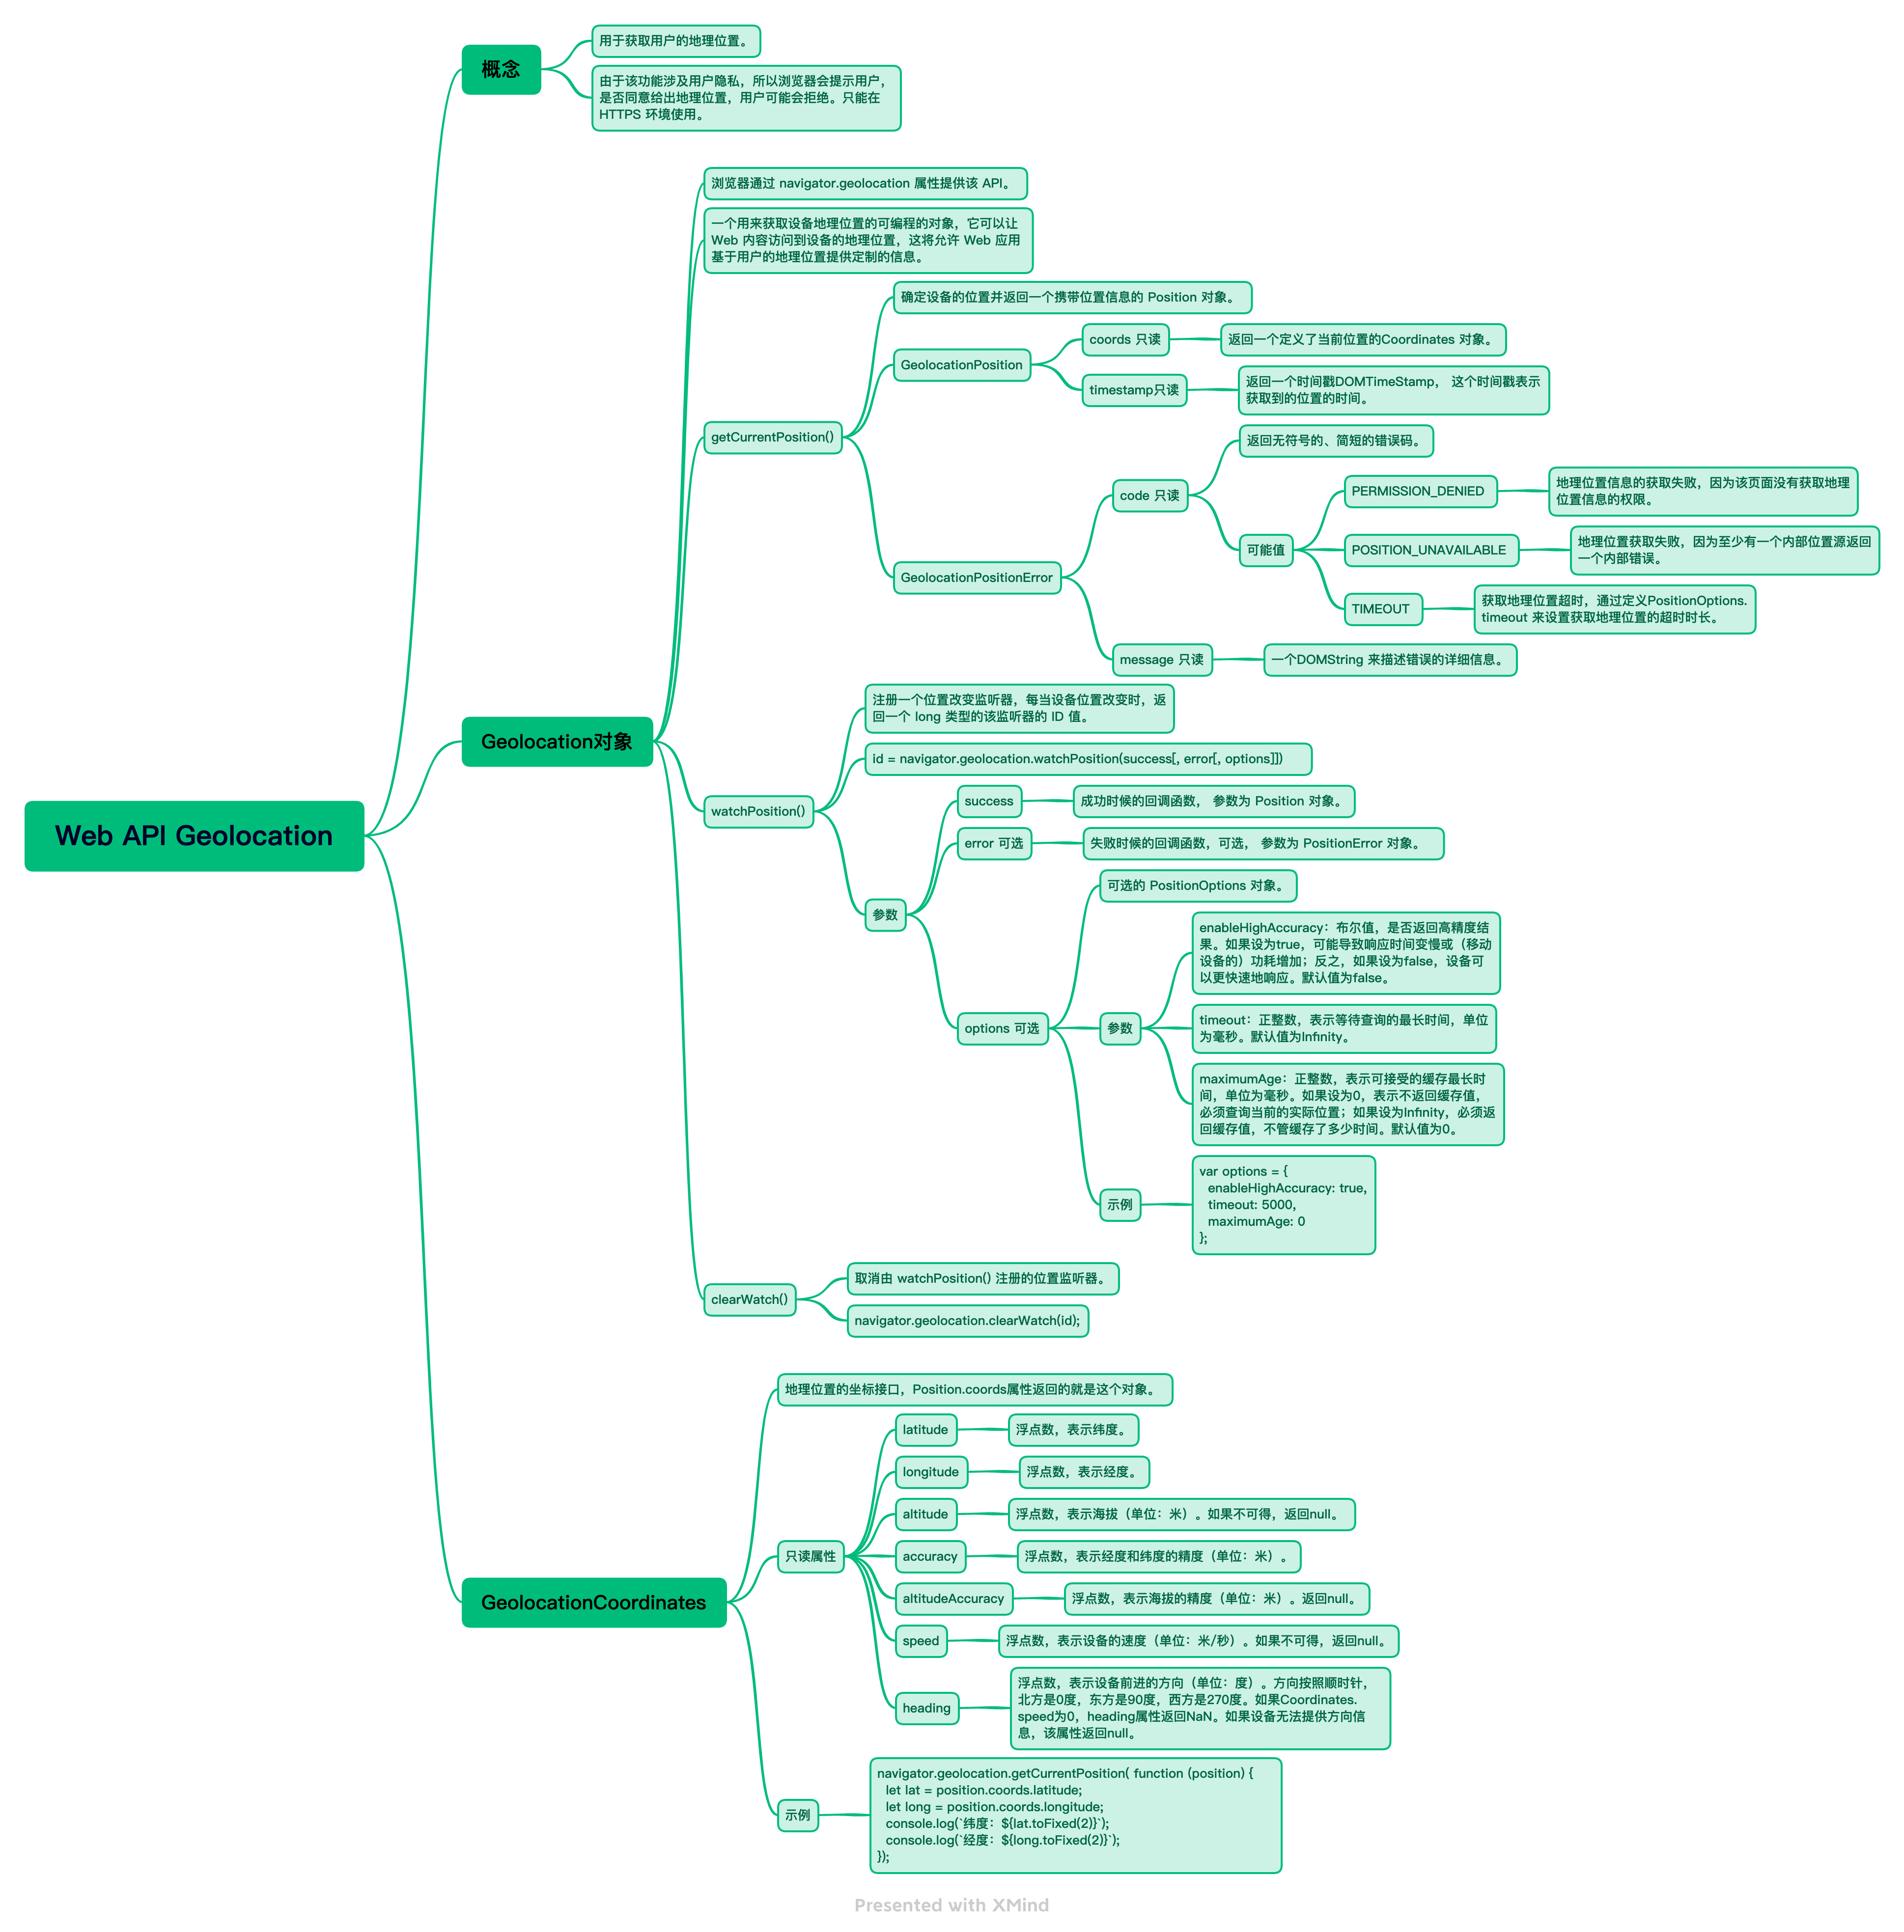 Web API Geolocation
概念
用于获取用户的地理位置。
由于该功能涉及用户隐私，所以浏览器会提示用户，
是否同意给出地理位置，用户可能会拒绝。只能在
HTTPS 环境使用。
Geolocation对象
浏览器通过 navigator.geolocation 属性提供该 API。
一个用来获取设备地理位置的可编程的对象，它可以让
Web 内容访问到设备的地理位置，这将允许 Web 应用
基于用户的地理位置提供定制的信息。
getCurrentPosition()
确定设备的位置并返回一个携带位置信息的 Position 对象。
GeolocationPosition
coords 只读
返回一个定义了当前位置的Coordinates 对象。
timestamp只读
返回一个时间戳DOMTimeStamp， 这个时间戳表示
获取到的位置的时间。
GeolocationPositionError
code 只读
返回无符号的、简短的错误码。
可能值
PERMISSION_DENIED
地理位置信息的获取失败，因为该页面没有获取地理
位置信息的权限。
POSITION_UNAVAILABLE
地理位置获取失败，因为至少有一个内部位置源返回
一个内部错误。
TIMEOUT
获取地理位置超时，通过定义PositionOptions.
timeout 来设置获取地理位置的超时时长。
message 只读
一个DOMString 来描述错误的详细信息。
watchPosition()
注册一个位置改变监听器，每当设备位置改变时，返
回一个 long 类型的该监听器的 ID 值。
id = navigator.geolocation.watchPosition(success[, error[, options]])
参数
success
成功时候的回调函数， 参数为 Position 对象。
error 可选
失败时候的回调函数，可选， 参数为 PositionError 对象。
options 可选
可选的 PositionOptions 对象。
参数
enableHighAccuracy：布尔值，是否返回高精度结
果。如果设为true，可能导致响应时间变慢或（移动
设备的）功耗增加；反之，如果设为false，设备可
以更快速地响应。默认值为false。
timeout：正整数，表示等待查询的最长时间，单位
为毫秒。默认值为Infinity。
maximumAge：正整数，表示可接受的缓存最长时
间，单位为毫秒。如果设为0，表示不返回缓存值，
必须查询当前的实际位置；如果设为Infinity，必须返
回缓存值，不管缓存了多少时间。默认值为0。
示例
var options = {
enableHighAccuracy: true,
timeout: 5000,
maximumAge: 0
};
clearWatch()
取消由 watchPosition() 注册的位置监听器。
navigator.geolocation.clearWatch(id);
GeolocationCoordinates
地理位置的坐标接口，Position.coords属性返回的就是这个对象。
只读属性
latitude
浮点数，表示纬度。
longitude
浮点数，表示经度。
altitude
浮点数，表示海拔（单位：米）。如果不可得，返回null。
accuracy
浮点数，表示经度和纬度的精度（单位：米）。
altitudeAccuracy
浮点数，表示海拔的精度（单位：米）。返回null。
speed
浮点数，表示设备的速度（单位：米/秒）。如果不可得，返回null。
heading
浮点数，表示设备前进的方向（单位：度）。方向按照顺时针，
北方是0度，东方是90度，西方是270度。如果Coordinates.
speed为0，heading属性返回NaN。如果设备无法提供方向信
息，该属性返回null。
示例
navigator.geolocation.getCurrentPosition( function (position) {
let lat = position.coords.latitude;
let long = position.coords.longitude;
console.log(`纬度：${lat.toFixed(2)}`);
console.log(`经度：${long.toFixed(2)}`);
});
Presented with XMind